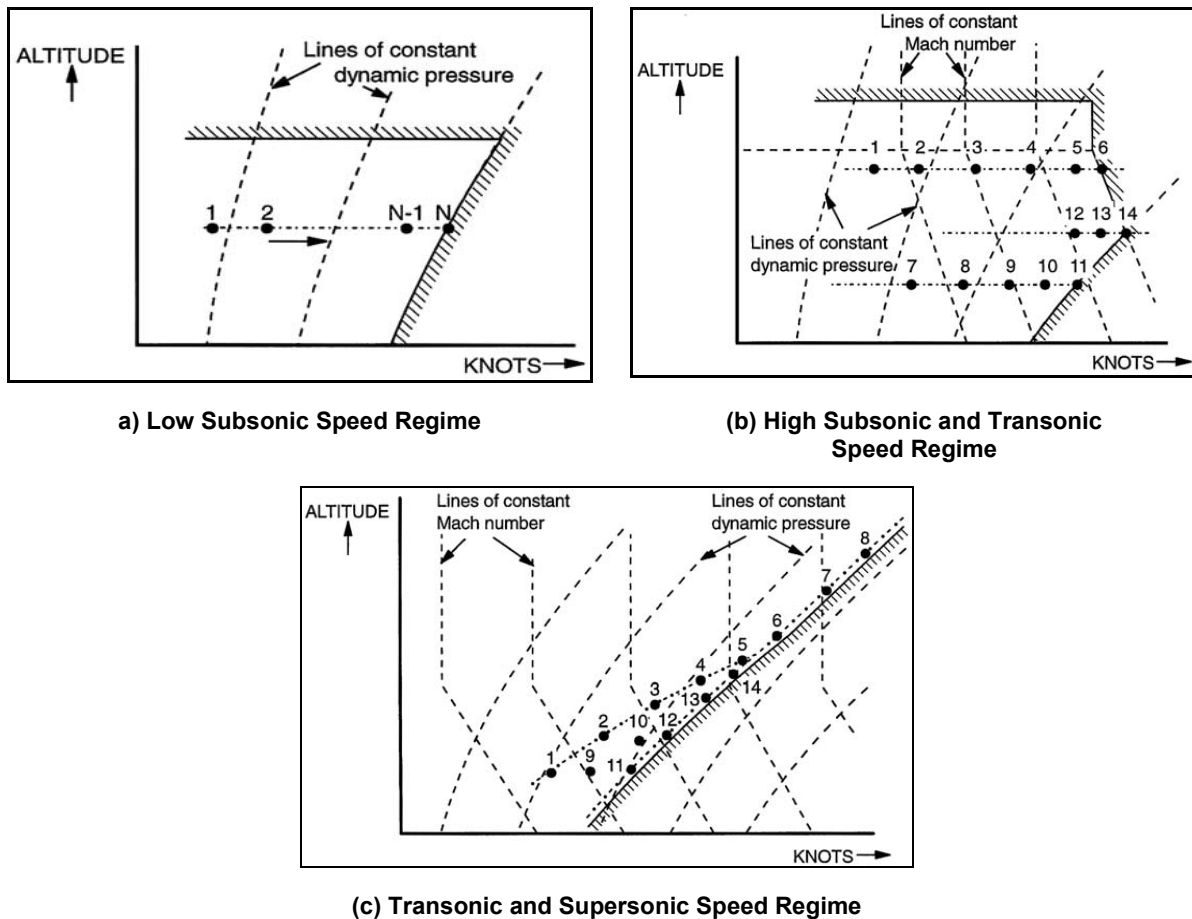 Lines of constant
dynamic pressure
ALTITUDE
1 2 N-1 N
KNOTS
a) Low Subsonic Speed Regime
Lines of constant
Mach number
ALTITUDE
1 2 3 4 5 6
12 13 14
Lines of constant
dynamic pressure
7 8 9 10 11
KNOTS
(b) High Subsonic and Transonic
Speed Regime
Lines of constant
Mach number
Lines of constant
dynamic pressure
ALTITUDE
8
7
6
5
4
14
3
13
2 10 12
1 9 11
KNOTS
(c) Transonic and Supersonic Speed Regime